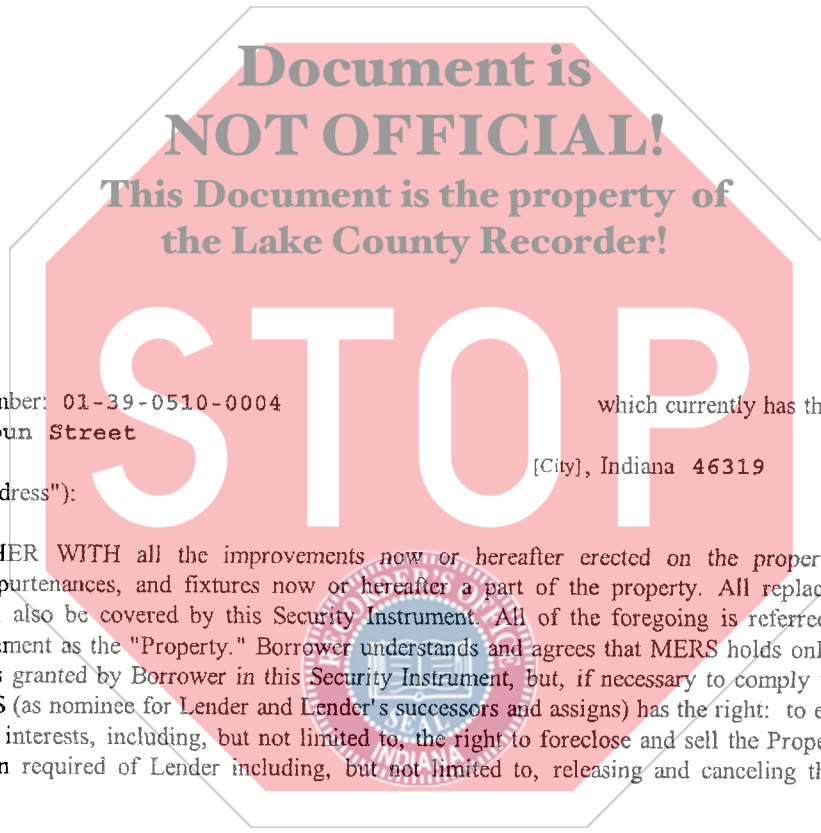 Document is
NOT OFFICIAL!
This Document is the property of
the Lake County Recorder!
STOP
nber: 01-39-0510-0004 which currently has th
oun Street
[City], Indiana 46319
dress"):
HER WITH all the improvements now or hereafter erected on the proper
purtenances, and fixtures now or hereafter a part of the property. All replac
also be covered by this Security Instrument. All of the foregoing is referred
ment as the "Property." Borrower understands and agrees that MERS holds onl
s granted by Borrower in this Security Instrument, but, if necessary to comply
S (as nominee for Lender and Lender's successors and assigns) has the right: to e
interests, including, but not limited to, the right to foreclose and sell the Prope
n required of Lender including, but not limited to, releasing and canceling th
RECORDER'S OFFICE
SEAL
INDIANA